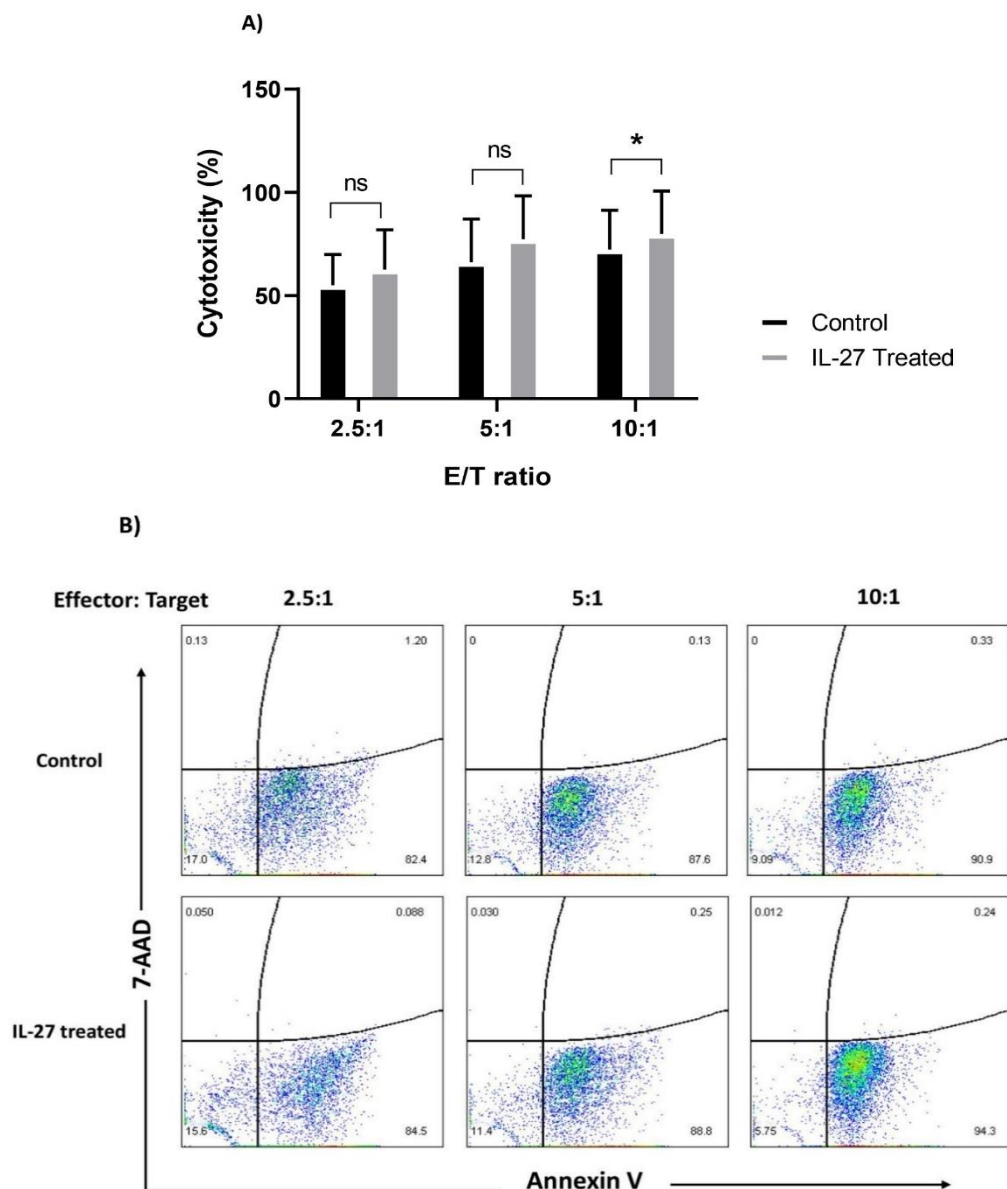 A)
150
100
50
0
Cytotoxicity (%)
ns
ns
*
2.5:1
5:1
10:1
E/T ratio
Control
IL-27 Treated
B)
Effector: Target
2.5:1
5:1
10:1
Control
0.13
1.20
17.0
82.4
0
0.13
12.8
87.6
0
0.33
9.09
90.9
IL-27 treated
0.050
0.088
15.6
84.5
0.030
0.25
11.4
88.8
0.012
0.24
5.75
94.3
7-AAD
Annexin V